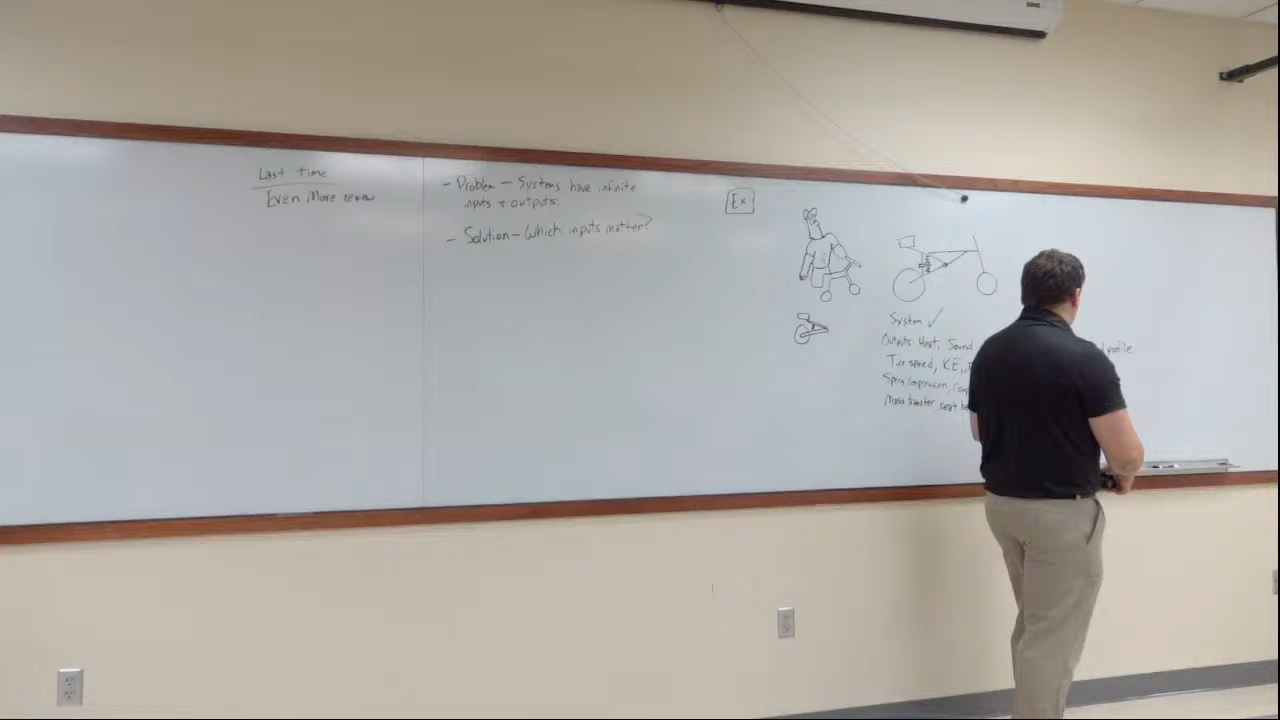 Last time
Even More review
- Problem - Systems have infinite
inputs + outputs
- Solution - Which inputs matter?
Ex
System ✓
Outputs: Heat, Sound profile
Tire speed, KE,
Spring compression,
Mass transfer, seat